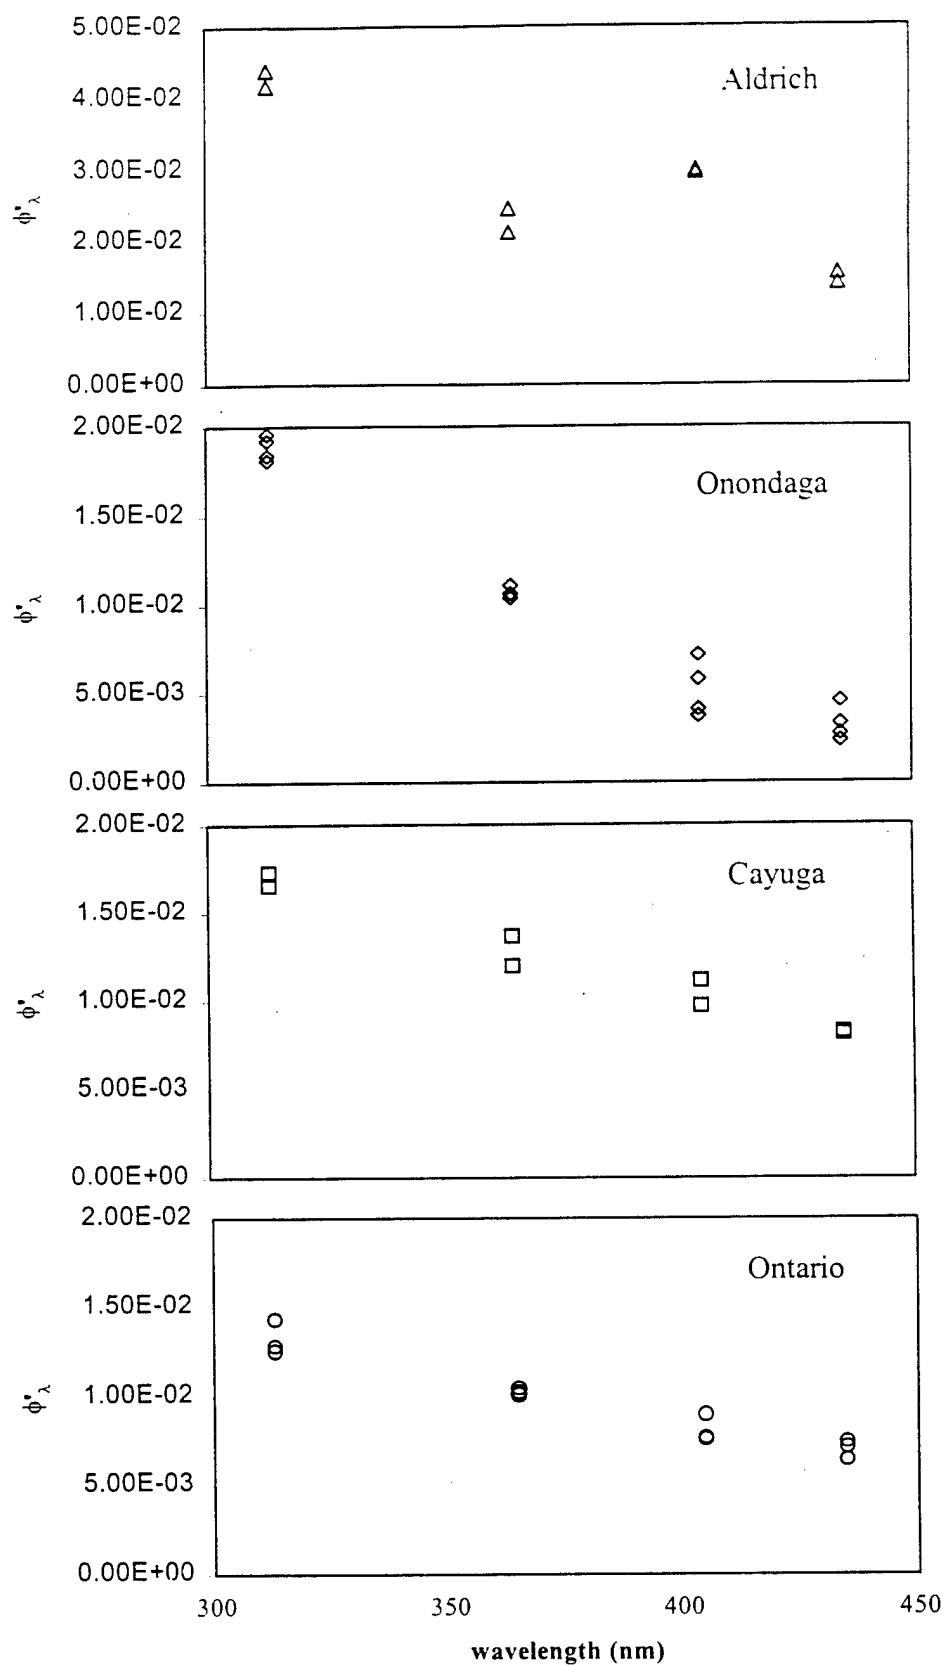 5.00E-02
4.00E-02
3.00E-02
2.00E-02
1.00E-02
0.00E+00
Aldrich
ϕ'λ
2.00E-02
1.50E-02
1.00E-02
5.00E-03
0.00E+00
Onondaga
ϕ'λ
2.00E-02
1.50E-02
1.00E-02
5.00E-03
0.00E+00
Cayuga
ϕ'λ
2.00E-02
1.50E-02
1.00E-02
5.00E-03
0.00E+00
Ontario
ϕ'λ
300 350 400 450
wavelength (nm)